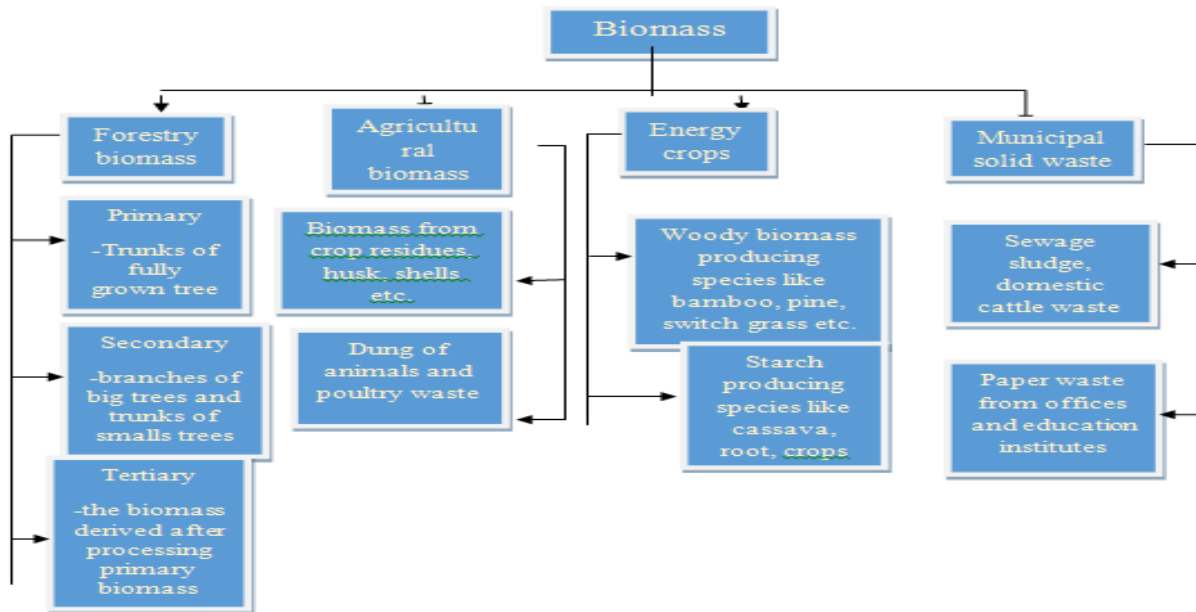 Biomass
Forestry
biomass
Agricultu
ral
biomass
Energy
crops
Municipal
solid waste
Primary
-Trunks of
fully
grown tree
Secondary
-branches of
big trees and
trunks of
smalls trees
Tertiary
-the biomass
derived after
processing
primary
biomass
Biomass from
crop residues,
husk, shells
etc.
Dung of
animals and
poultry waste
Woody biomass
producing
species like
bamboo, pine,
switch grass etc.
Starch
producing
species like
cassava,
root, crops
Sewage
sludge,
domestic
cattle waste
Paper waste
from offices
and education
institutes